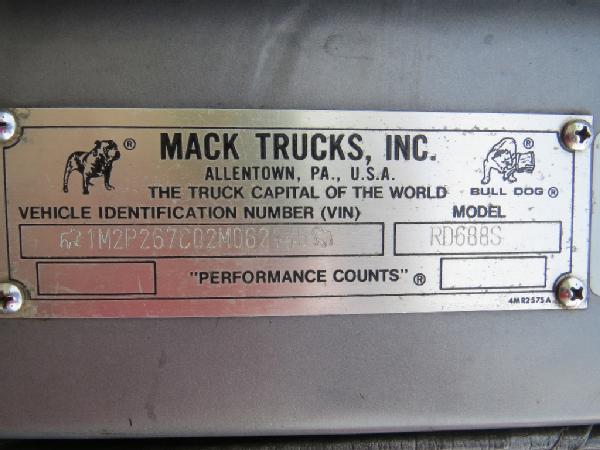 ®
MACK TRUCKS, INC.
®
ALLENTOWN, PA., U.S.A.
THE TRUCK CAPITAL OF THE WORLD
BULL DOG ®
VEHICLE IDENTIFICATION NUMBER (VIN)
MODEL
RD688S
"PERFORMANCE COUNTS" ®
4MR2575A